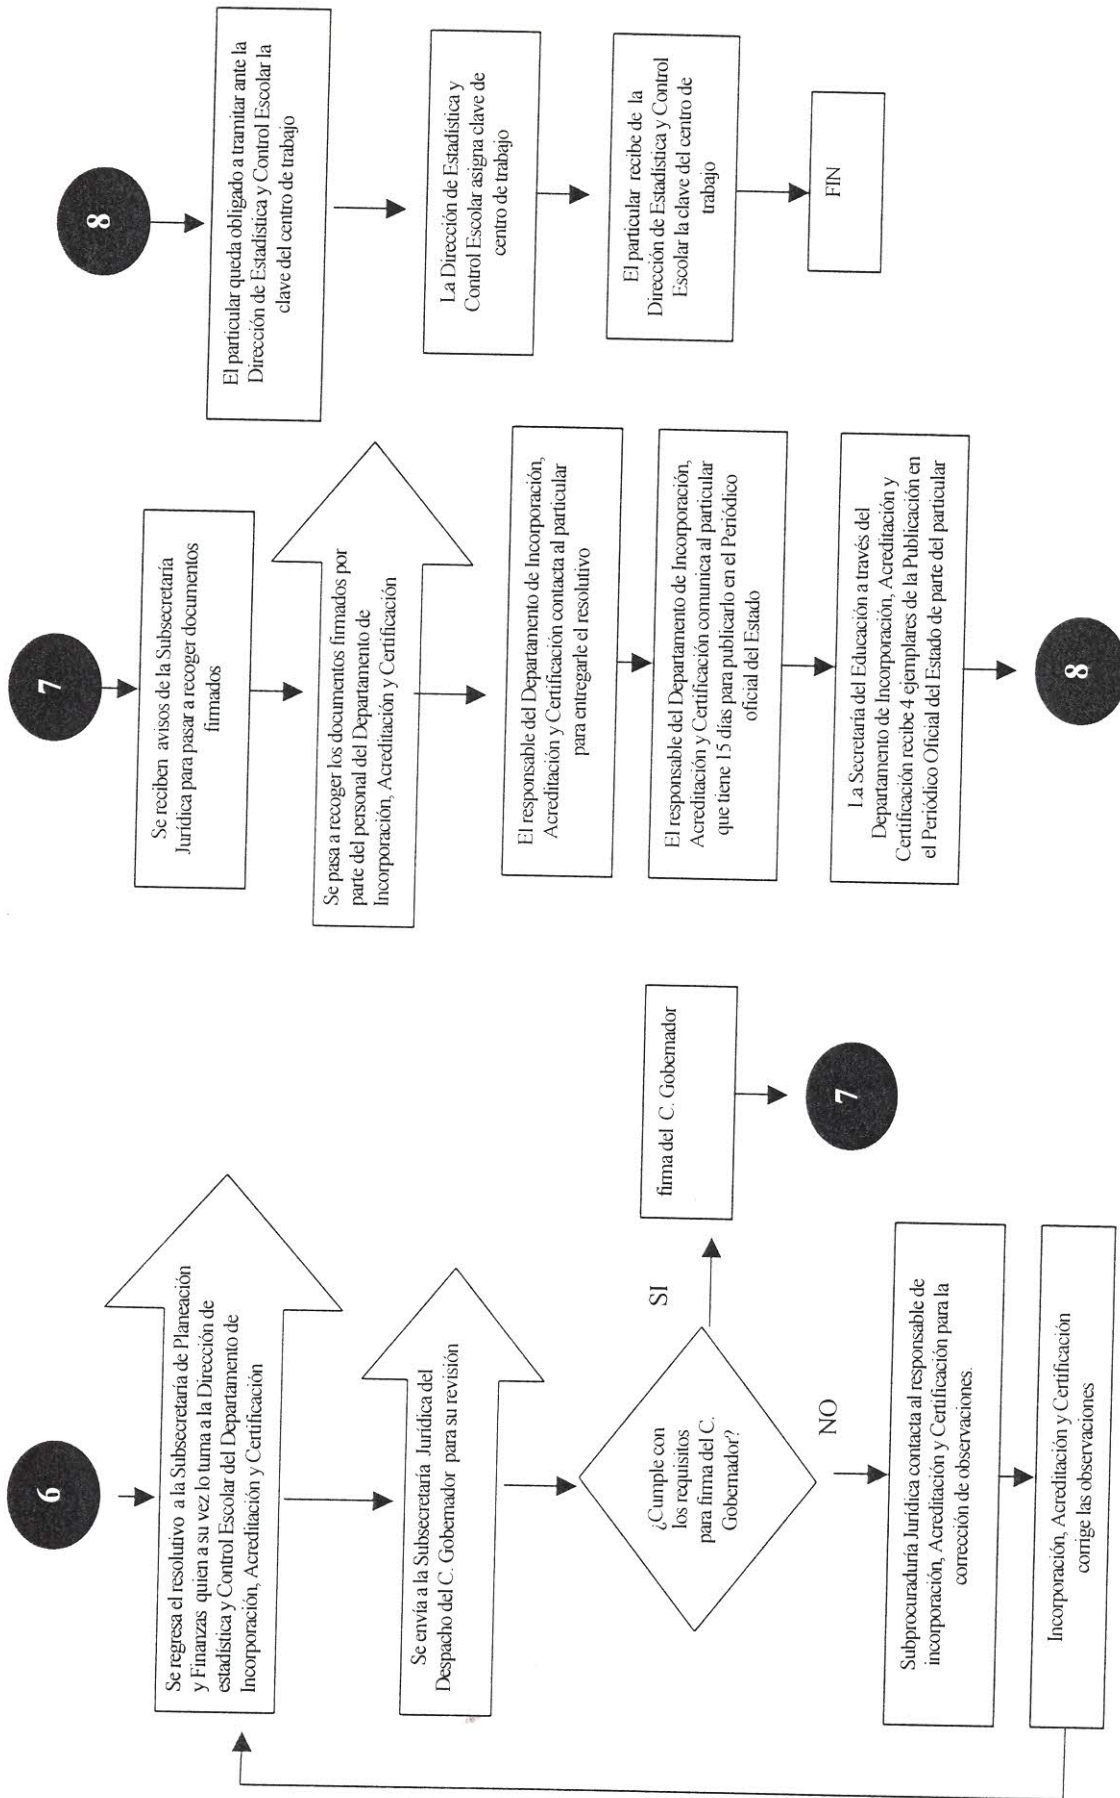 6
Se regresa el resolutivo a la Subsecretaría de Planeación
y Finanzas quien a su vez lo turna a la Dirección de
estadística y Control Escolar del Departamento de
Incorporación, Acreditación y Certificación
Se envía a la Subsecretaría Jurídica del
Despacho del C. Gobernador para su revisión
¿Cumple con
los requisitos
para firma del C.
Gobernador?
SI
firma del C. Gobernador
7
NO
Subprocuraduría Jurídica contacta al responsable de
incorporación, Acreditación y Certificación para la
corrección de observaciones.
Incorporación, Acreditación y Certificación
corrige las observaciones
7
Se reciben avisos de la Subsecretaría
Jurídica para pasar a recoger documentos
firmados
Se pasa a recoger los documentos firmados por
parte del personal del Departamento de
Incorporación, Acreditación y Certificación
El responsable del Departamento de Incorporación,
Acreditación y Certificación contacta al particular
para entregarle el resolutivo
El responsable del Departamento de Incorporación,
Acreditación y Certificación comunica al particular
que tiene 15 días para publicarlo en el Periódico
oficial del Estado
La Secretaría del Educación a través del
Departamento de Incorporación, Acreditación y
Certificación recibe 4 ejemplares de la Publicación en
el Periódico Oficial del Estado de parte del particular
8
8
El particular queda obligado a tramitar ante la
Dirección de Estadística y Control Escolar la
clave del centro de trabajo
La Dirección de Estadística y
Control Escolar asigna clave de
centro de trabajo
El particular recibe de la
Dirección de Estadística y Control
Escolar la clave del centro de
trabajo
FIN